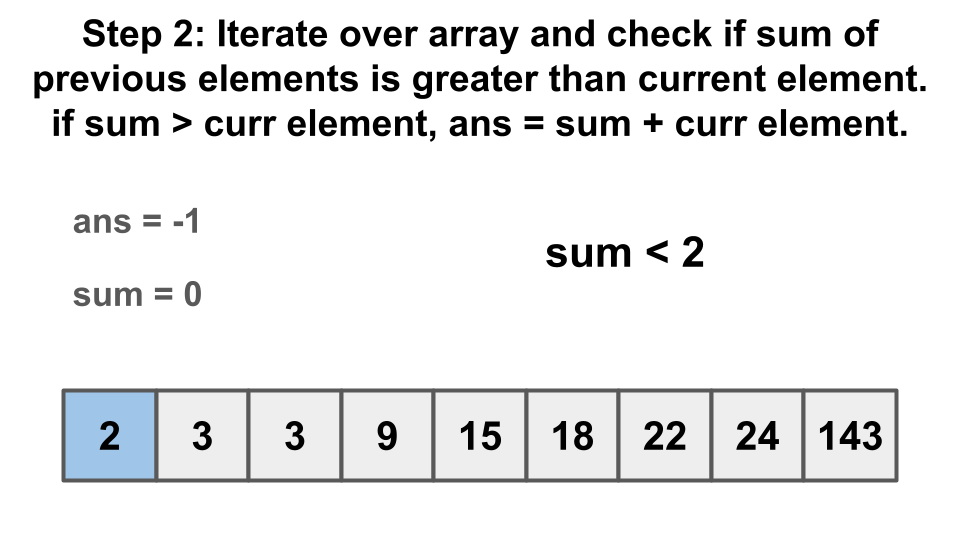 Step 2: Iterate over array and check if sum of
previous elements is greater than current element.
if sum > curr element, ans = sum + curr element.
ans = -1
sum < 2
sum = 0
2 3 3 9 15 18 22 24 143